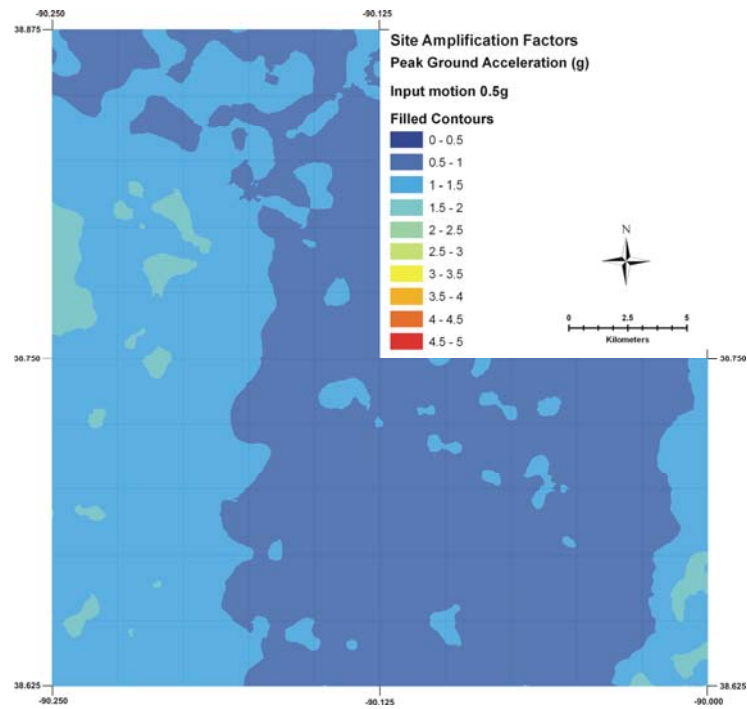 -90.250
-90.125
38.875
Site Amplification Factors
Peak Ground Acceleration (g)
Input motion 0.5g
Filled Contours
0 - 0.5
0.5 - 1
1 - 1.5
1.5 - 2
2 - 2.5
2.5 - 3
3 - 3.5
3.5 - 4
4 - 4.5
4.5 - 5
N
0 2.5 5
Kilometers
38.750
38.750
38.625
38.625
-90.250
-90.125
-90.000